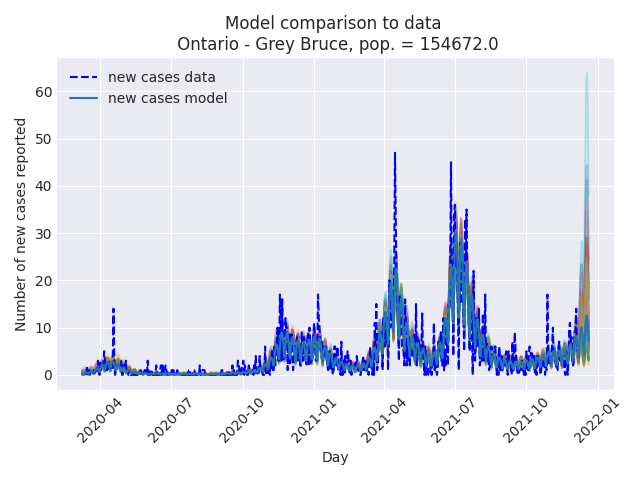 Model comparison to data
Ontario - Grey Bruce, pop. = 154672.0
new cases data
new cases model
Number of new cases reported
60
50
40
30
20
10
0
2020-04
2020-07
2020-10
2021-01
2021-04
2021-07
2021-10
2022-01
Day